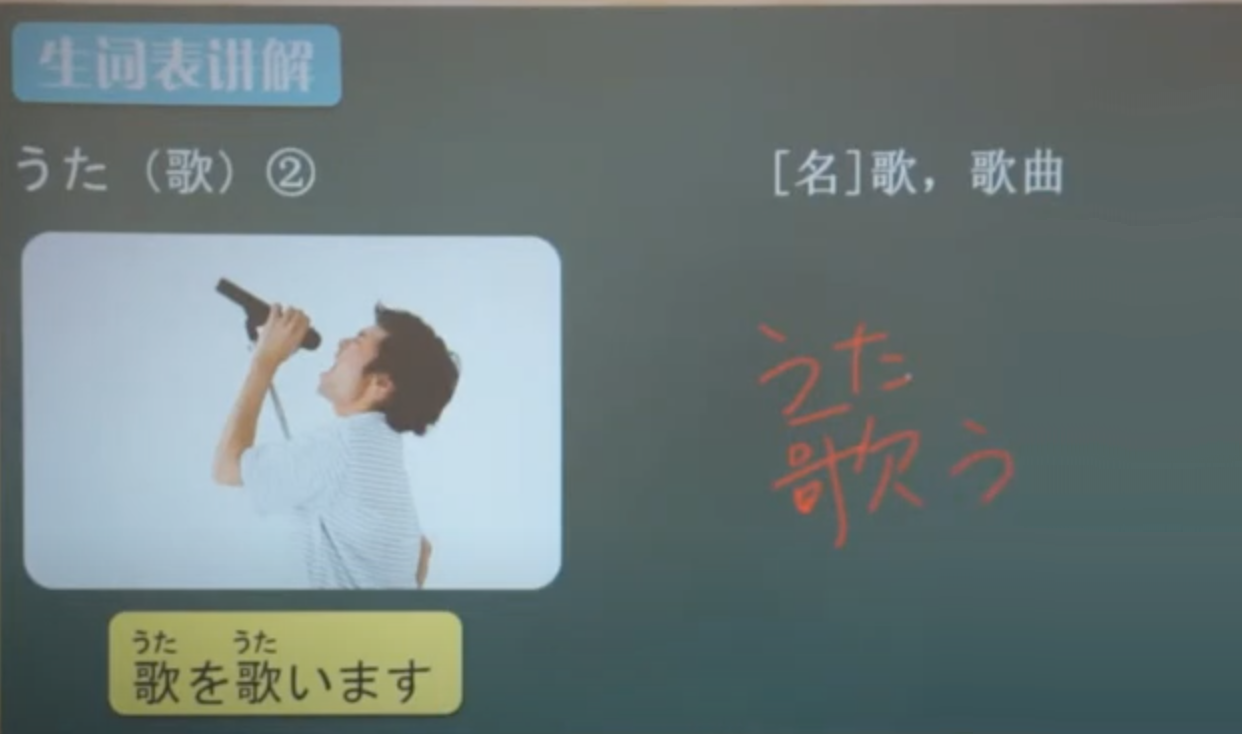 生词表讲解
うた（歌）②
[名]歌，歌曲
うた
歌う
うた うた
歌を歌います